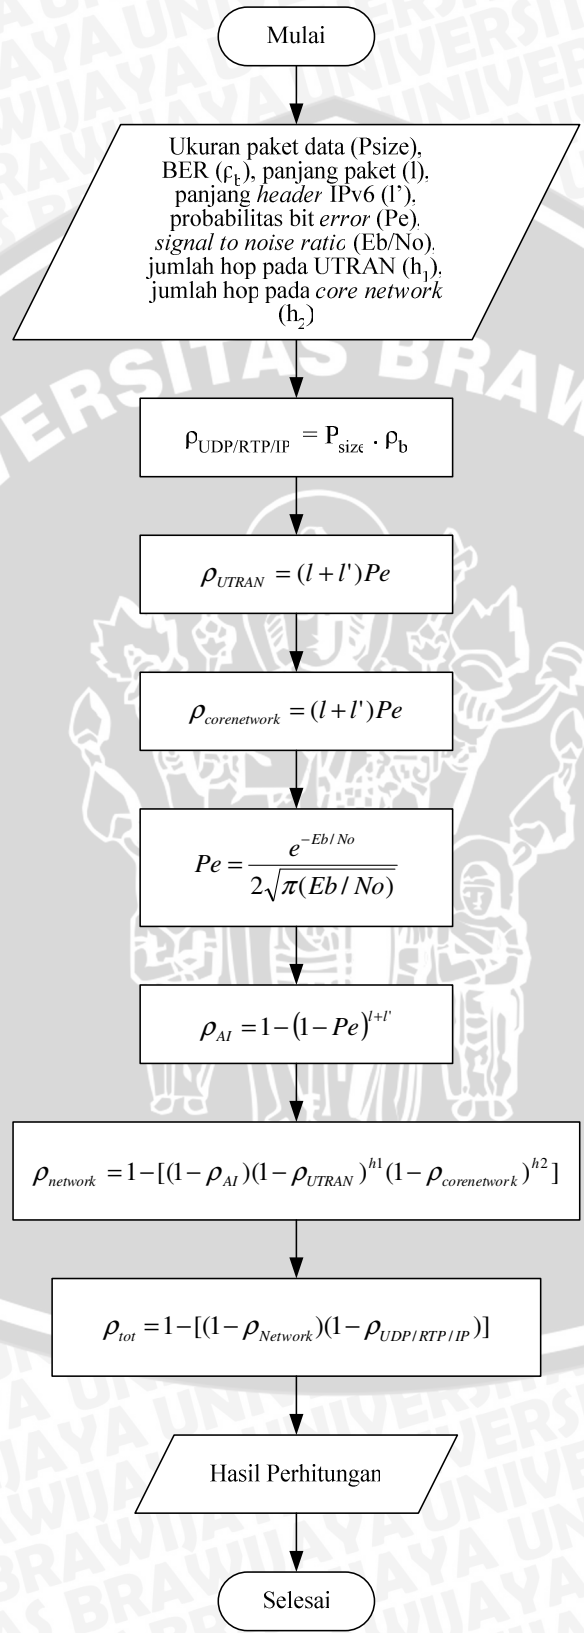 Mulai
Ukuran paket data (Psize),
BER (ρb), panjang paket (l),
panjang header IPv6 (l’),
probabilitas bit error (Pe),
signal to noise ratio (Eb/No),
jumlah hop pada UTRAN (h1),
jumlah hop pada core network
(h2)
ρUDP/RTP/IP = Psize . ρb
ρUTRAN = (l + l')Pe
ρcorenetwork = (l + l')Pe
Pe = e^(−Eb/No) / 2√π(Eb / No)
ρAI = 1 − (1 − Pe)^(l+l')
ρnetwork = 1 − [(1 − ρAI)(1 − ρUTRAN)^h1 (1 − ρcorenetwork)^h2]
ρtot = 1 − [(1 − ρNetwork)(1 − ρUDP/RTP/IP)]
Hasil Perhitungan
Selesai